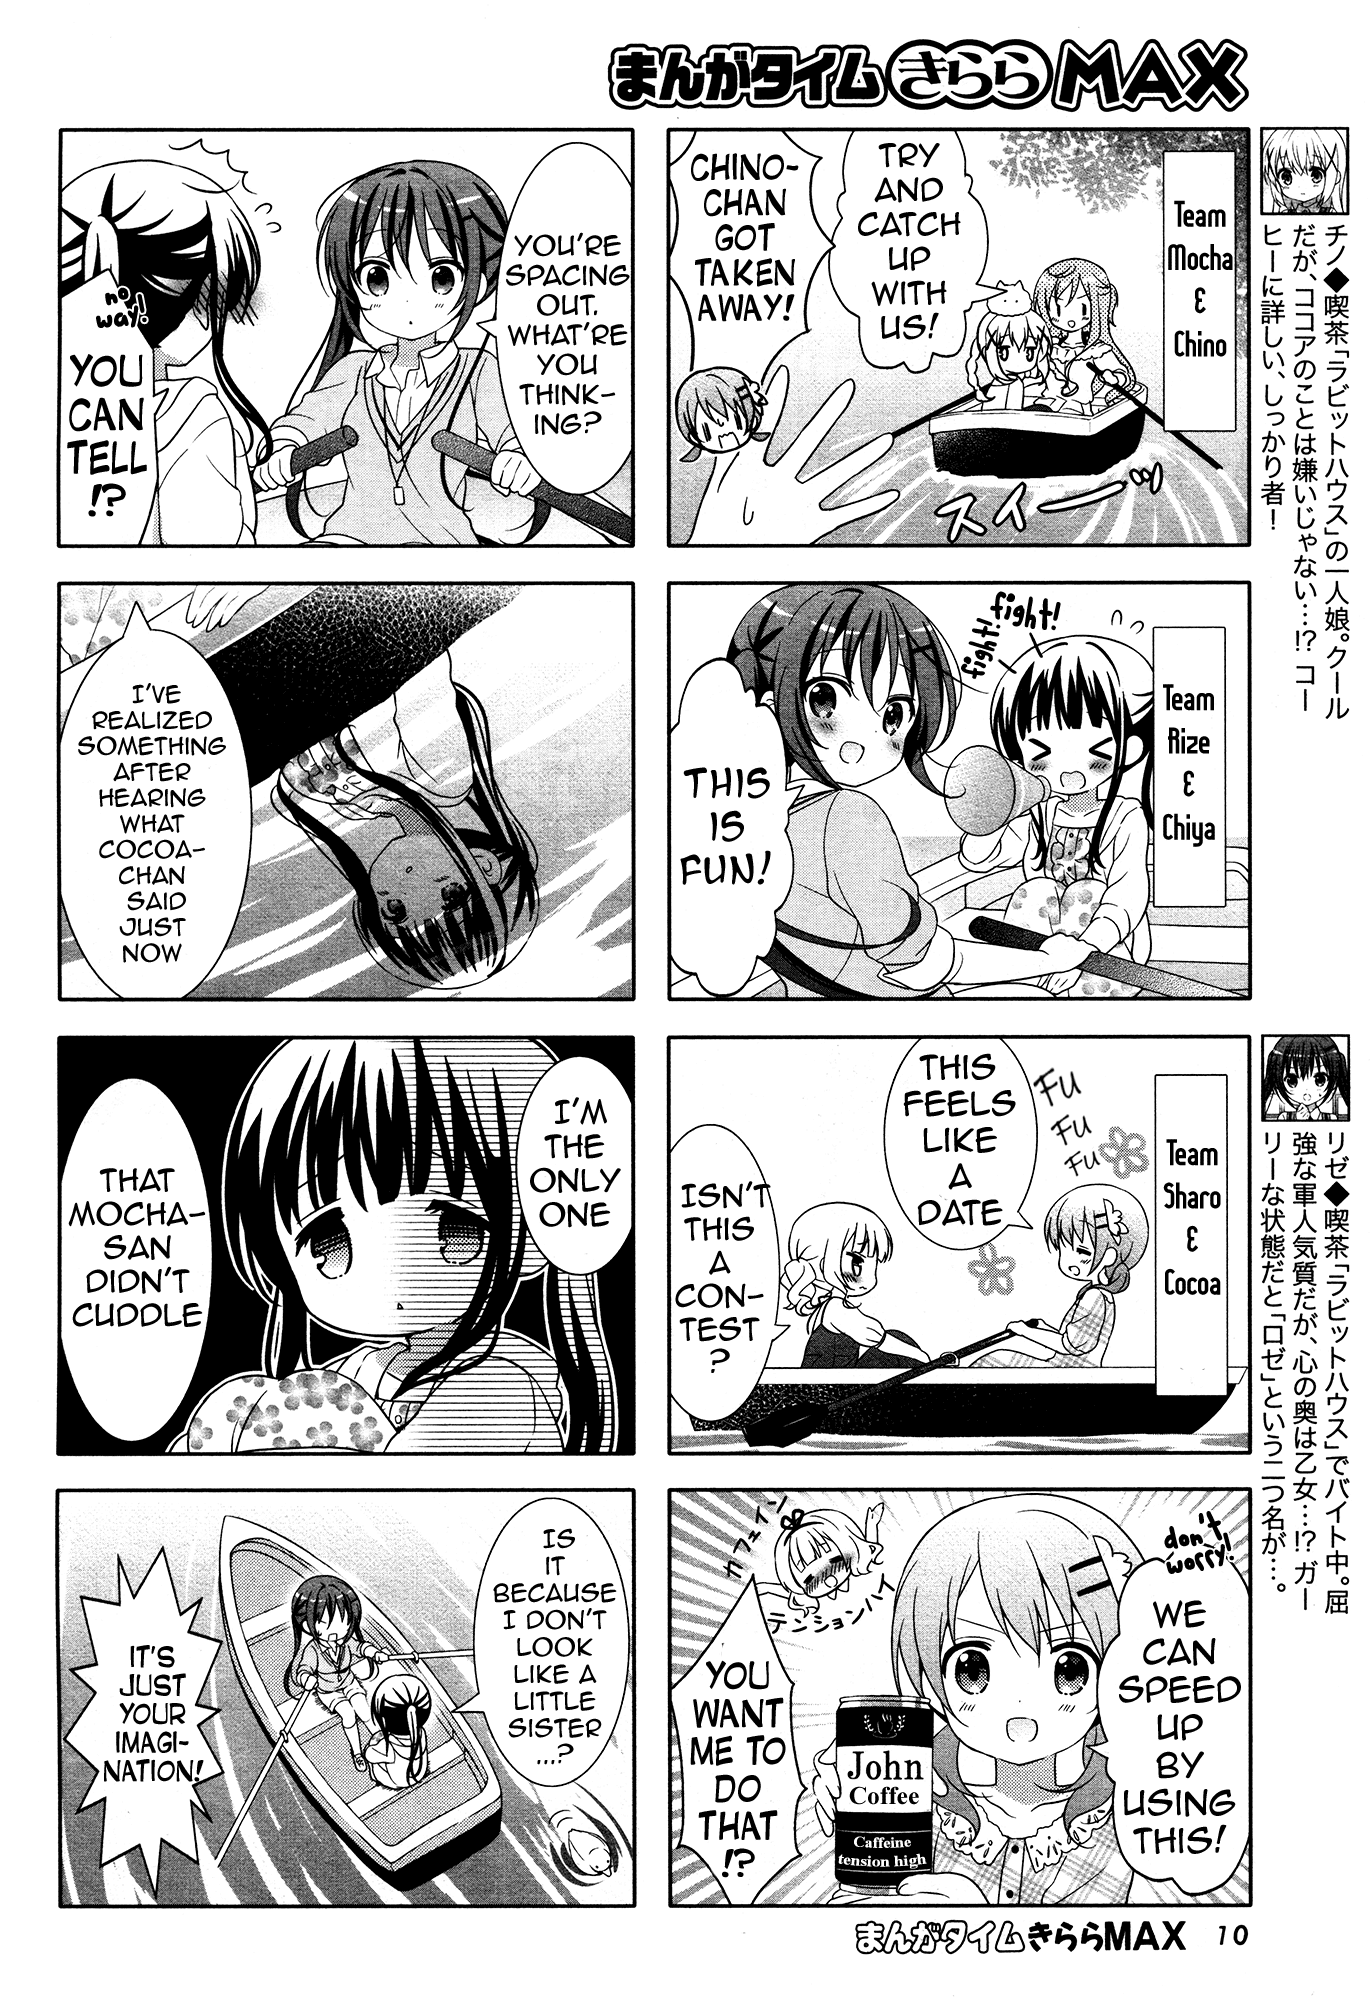 まんがタイムきららMAX
Team
Mocha
&
Chino
TRY
AND
CATCH
UP
WITH
US!
CHINO-
CHAN
GOT
TAKEN
AWAY!
スイーッ
Team
Rize
&
Chiya
fight!
fight!
THIS
IS
FUN!
Team
Sharo
&
Cocoa
THIS
FEELS
LIKE
A
DATE
FU
FU
FU
ISN'T
THIS
A
CON-
TEST
?
don't
worry!
WE
CAN
SPEED
UP
BY
USING
THIS!
カフェイン
テンションハイ
John
Coffee
Caffeine
tension high
YOU
WANT
ME TO
DO
THAT
!?
YOU'RE
SPACING
OUT.
WHAT'RE
YOU
THINK-
ING?
no
way!
YOU
CAN
TELL
!?
I'VE
REALIZED
SOMETHING
AFTER
HEARING
WHAT
COCOA-
CHAN
SAID
JUST
NOW
I'M
THE
ONLY
ONE
THAT
MOCHA-
SAN
DIDN'T
CUDDLE
IS
IT
BECAUSE
I DON'T
LOOK
LIKE A
LITTLE
SISTER
...?
IT'S
JUST
YOUR
IMAGI-
NATION!
チノ◆喫茶「ラビットハウス」の一人娘。クール
だが、ココアのことは嫌いじゃない…!? コー
ヒーに詳しい、しっかり者!
リゼ◆喫茶「ラビットハウス」でバイト中。屈
強な軍人気質だが、心の奥は乙女…!? ガー
リーな状態だと「ロゼ」という二つ名が…。
まんがタイムきららMAX 10